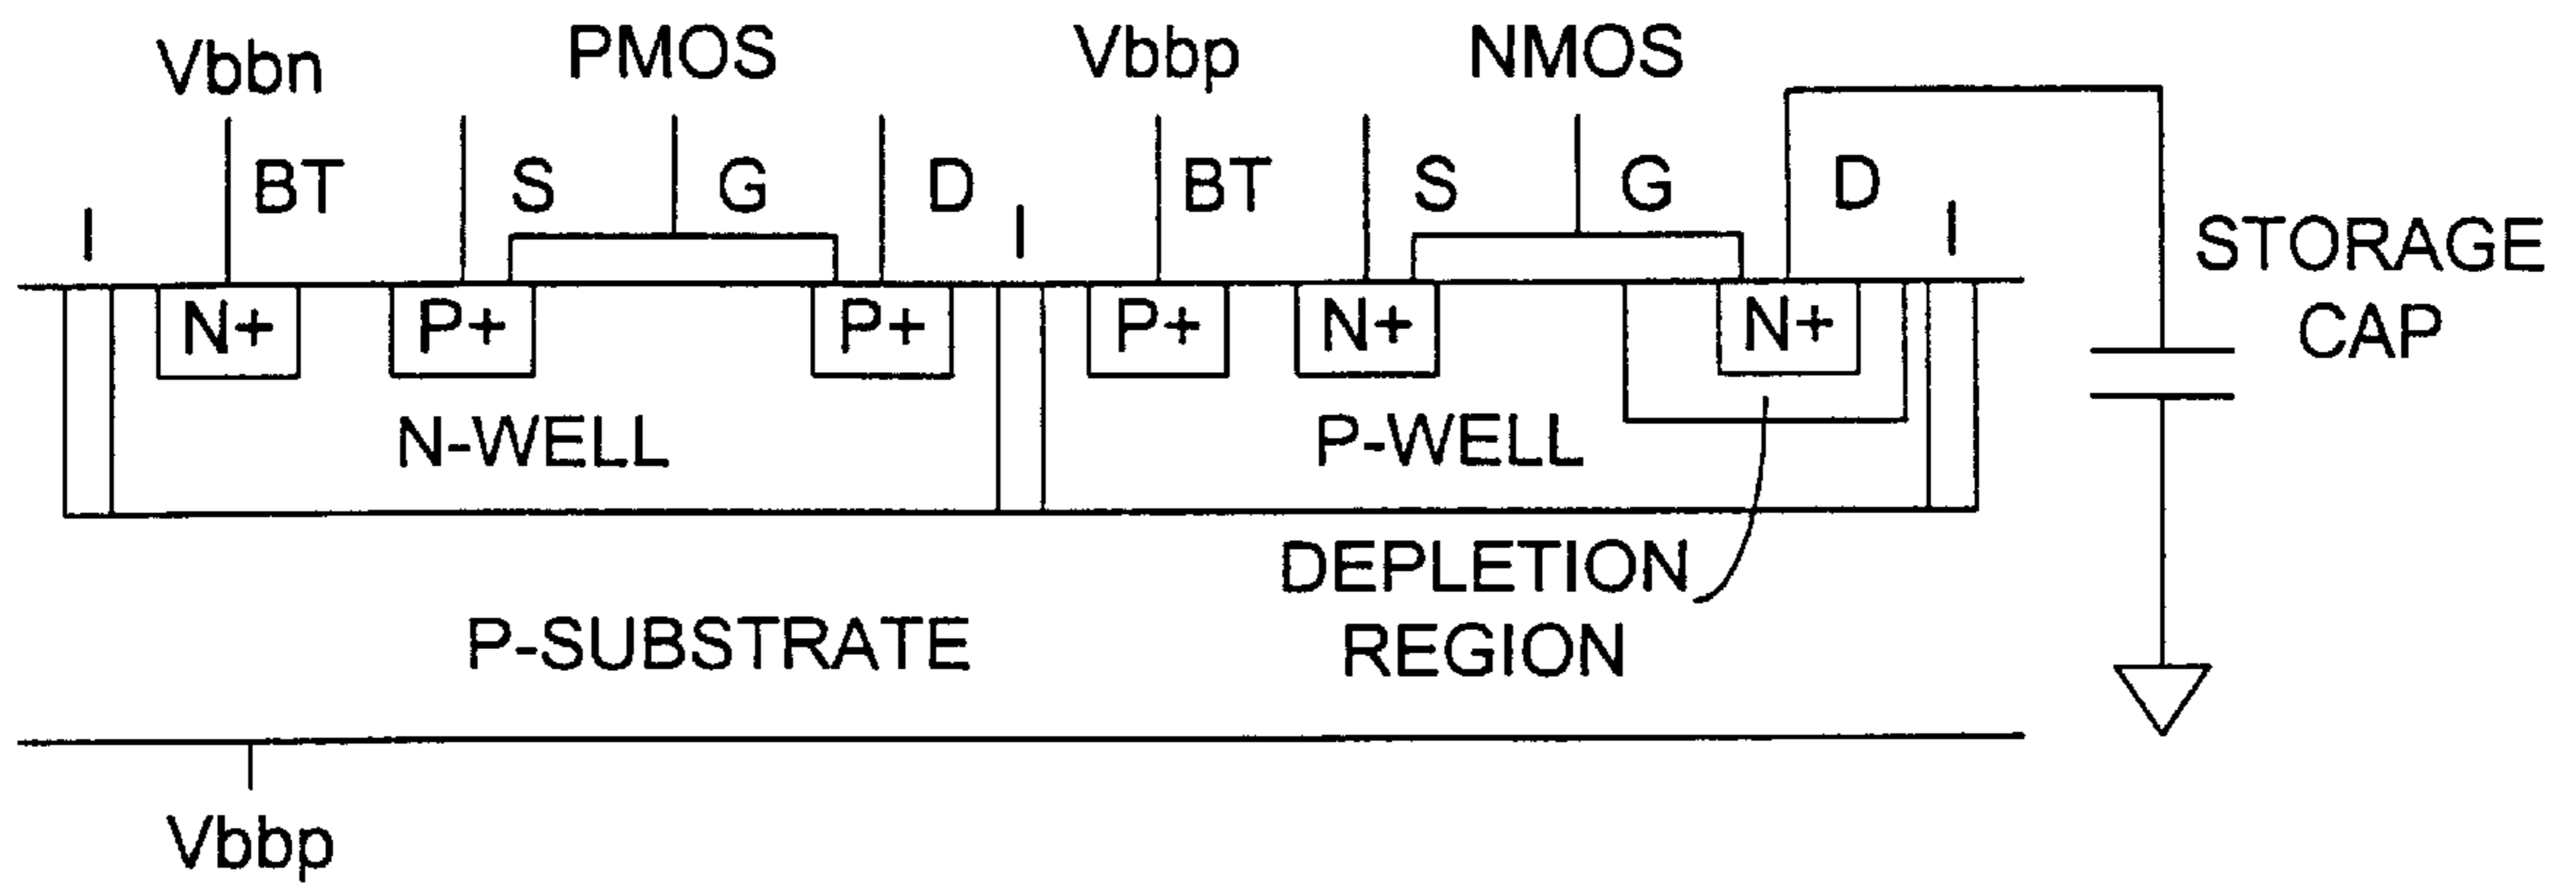 Vbbn PMOS Vbbp NMOS
I BT S G D I BT S G D I
STORAGE
CAP
N+ P+ P+ P+ N+ N+
N-WELL P-WELL
DEPLETION
REGION
P-SUBSTRATE
Vbbp